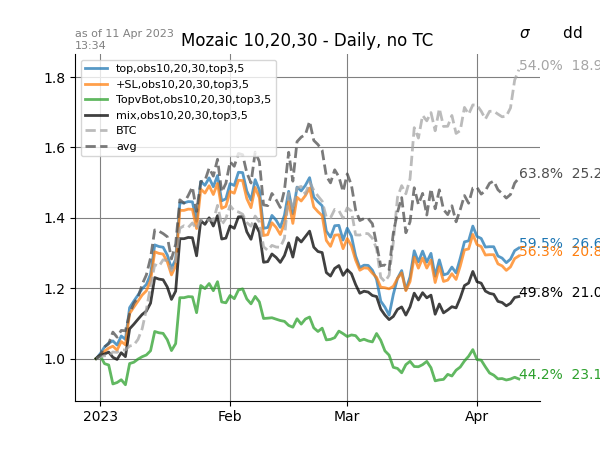 as of 11 Apr 2023
13:34
Mozaic 10,20,30 - Daily, no TC
σ dd
top,obs10,20,30,top3,5
+SL,obs10,20,30,top3,5
TopvBot,obs10,20,30,top3,5
mix,obs10,20,30,top3,5
BTC
avg
1.8
1.6
1.4
1.2
1.0
54.0% 18.9
63.8% 25.2
59.5% 26.6
56.3% 20.8
49.8% 21.0
44.2% 23.1
2023 Feb Mar Apr